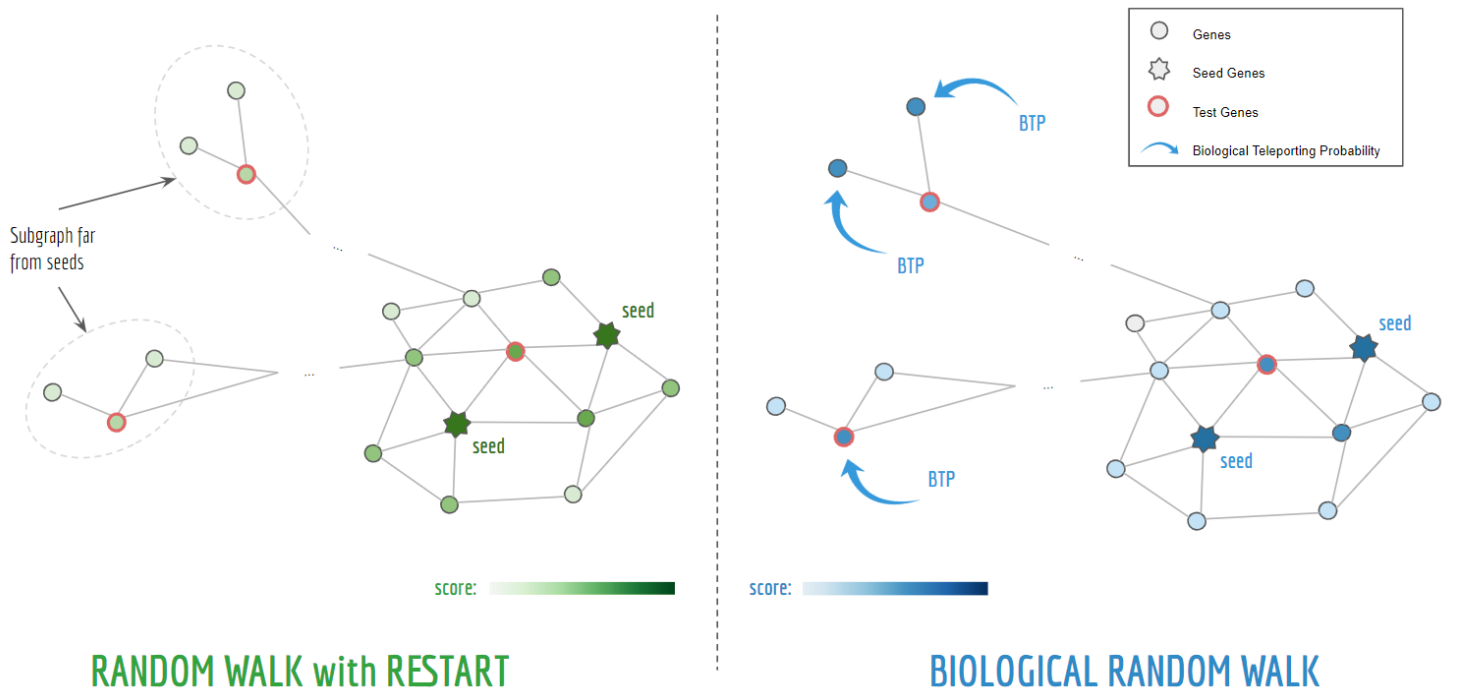 Subgraph far
from seeds
...
...
seed
seed
score:
RANDOM WALK with RESTART
Genes
Seed Genes
Test Genes
Biological Teleporting Probability
BTP
BTP
...
seed
...
seed
BTP
score:
BIOLOGICAL RANDOM WALK